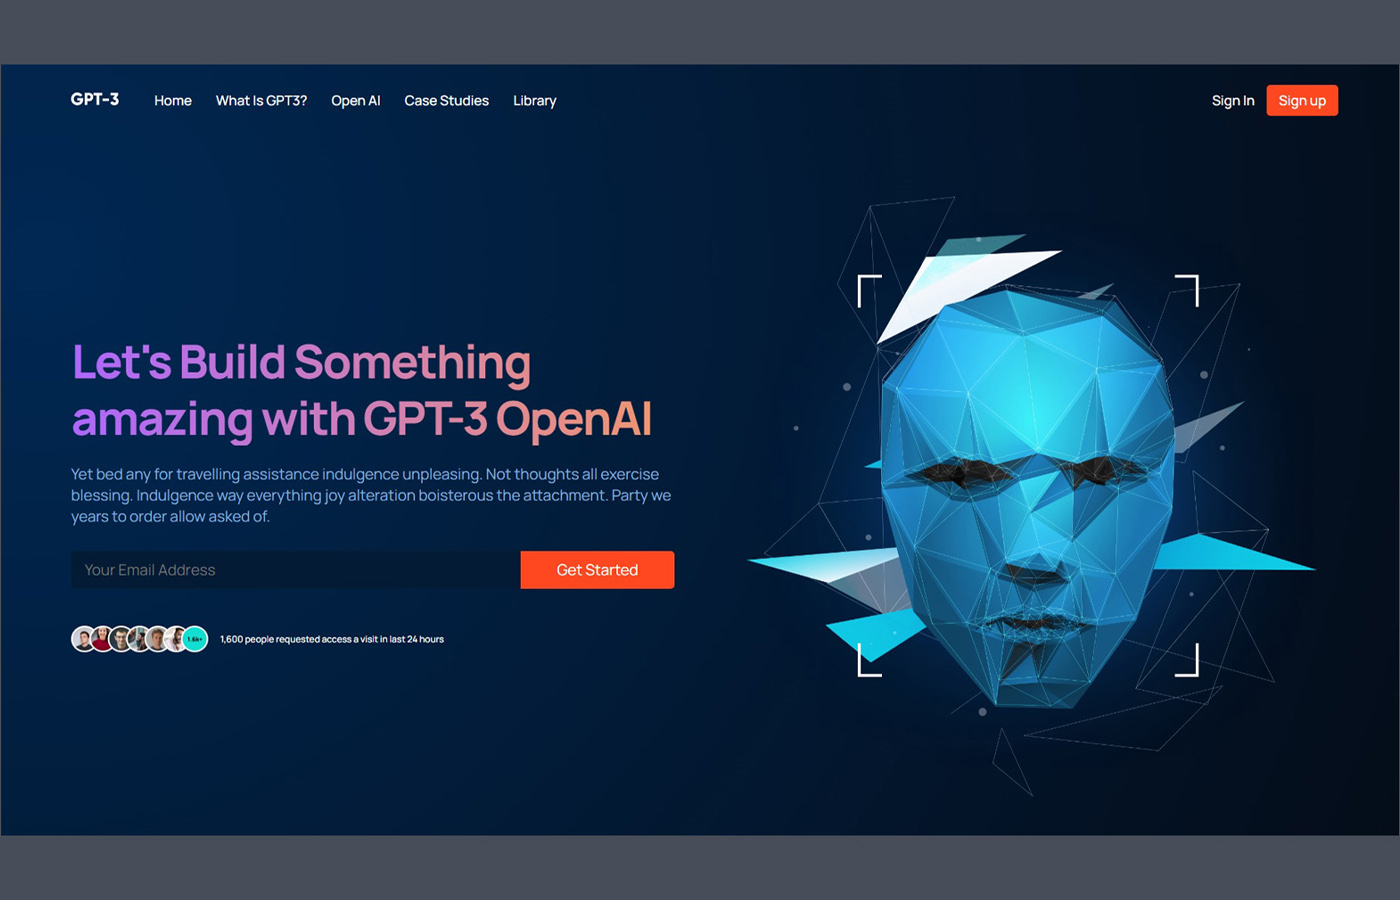 GPT-3 Home What Is GPT3? Open AI Case Studies Library Sign In Sign up
Let's Build Something
amazing with GPT-3 OpenAI
Yet bed any for travelling assistance indulgence unpleasing. Not thoughts all exercise
blessing. Indulgence way everything joy alteration boisterous the attachment. Party we
years to order allow asked of.
Your Email Address Get Started
1.6k+ 1,600 people requested access a visit in last 24 hours